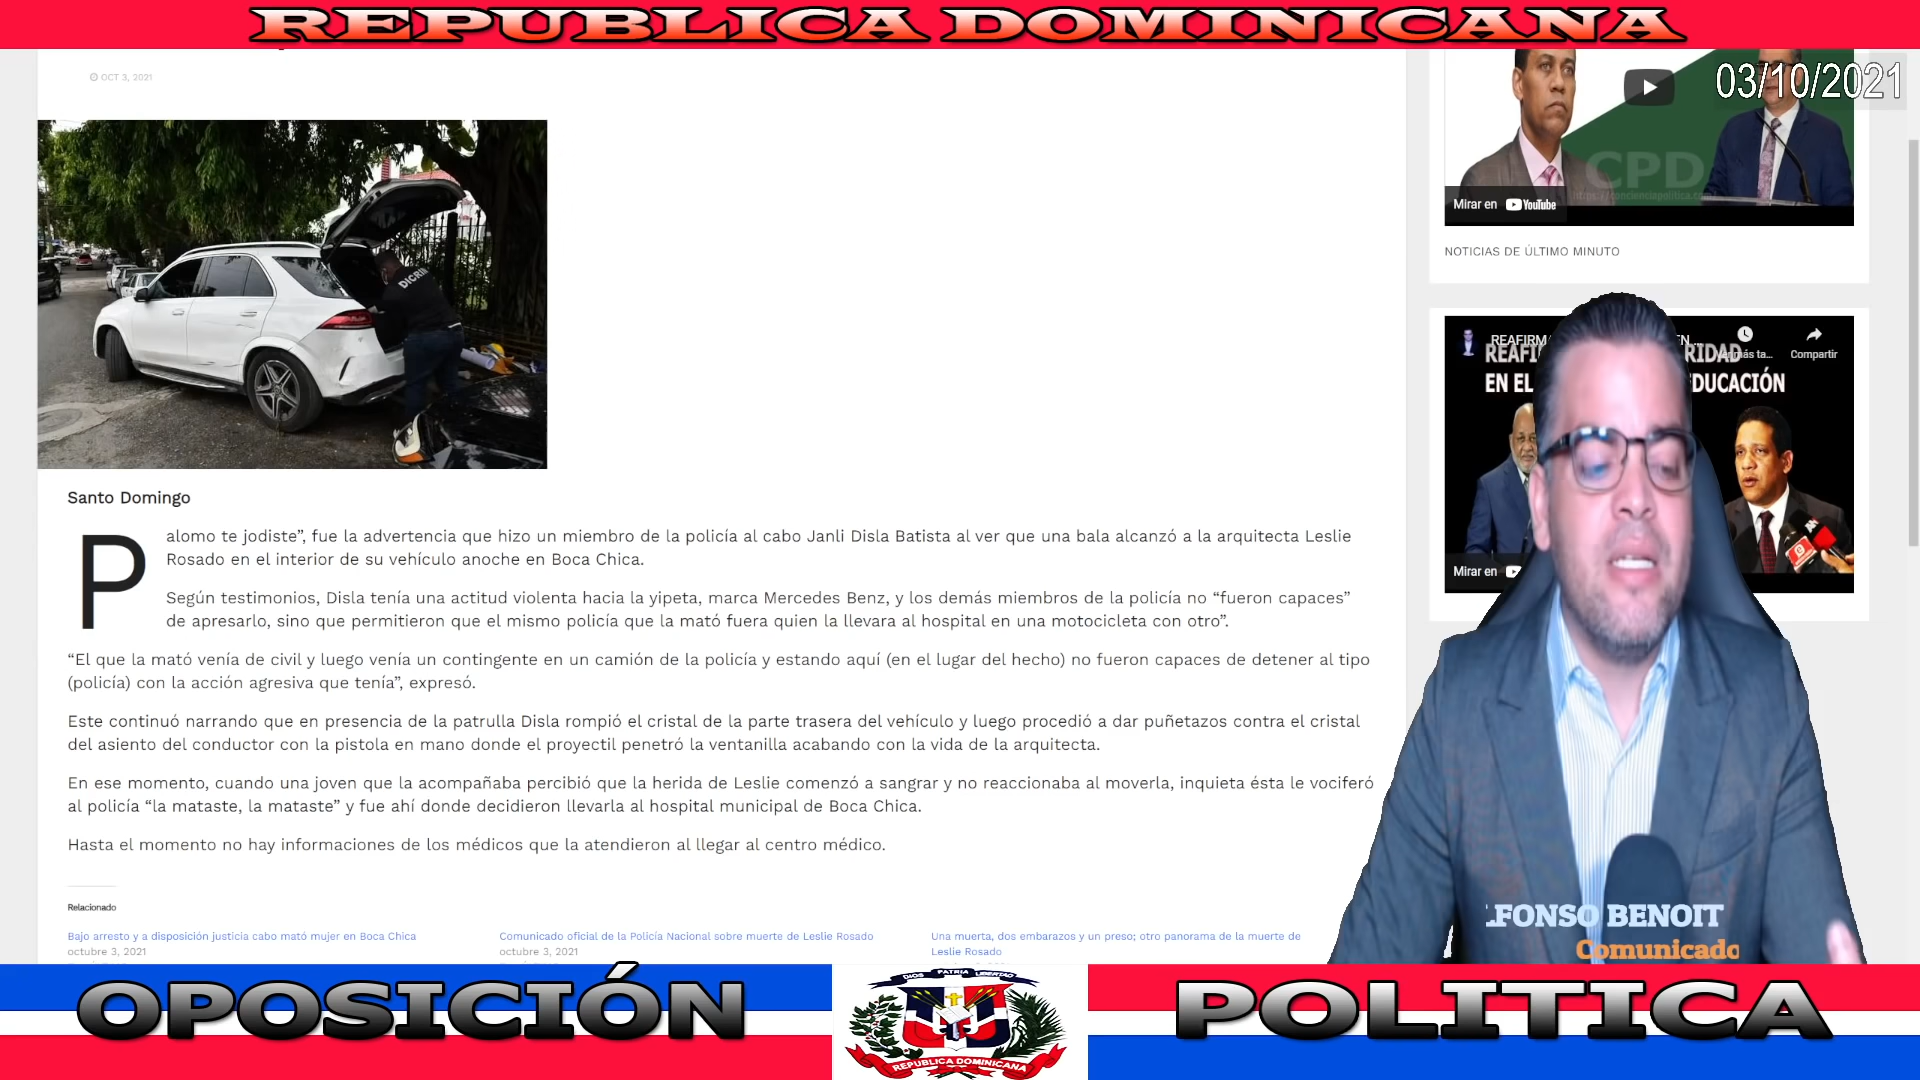 REPUBLICA DOMINICANA
OCT 3, 2021
03/10/2021
DICRIM
CPD
Mirar en YouTube
NOTICIAS DE ÚLTIMO MINUTO
Compartir
EN EL
EDUCACIÓN
Mirar en
Santo Domingo
Palomo te jodiste”, fue la advertencia que hizo un miembro de la policía al cabo Janli Disla Batista al ver que una bala alcanzó a la arquitecta Leslie
Rosado en el interior de su vehículo anoche en Boca Chica.
Según testimonios, Disla tenía una actitud violenta hacia la yipeta, marca Mercedes Benz, y los demás miembros de la policía no “fueron capaces”
de apresarlo, sino que permitieron que el mismo policía que la mató fuera quien la llevara al hospital en una motocicleta con otro”.
“El que la mató venía de civil y luego venía un contingente en un camión de la policía y estando aquí (en el lugar del hecho) no fueron capaces de detener al tipo
(policía) con la acción agresiva que tenía”, expresó.
Este continuó narrando que en presencia de la patrulla Disla rompió el cristal de la parte trasera del vehículo y luego procedió a dar puñetazos contra el cristal
del asiento del conductor con la pistola en mano donde el proyectil penetró la ventanilla acabando con la vida de la arquitecta.
En ese momento, cuando una joven que la acompañaba percibió que la herida de Leslie comenzó a sangrar y no reaccionaba al moverla, inquieta ésta le vociferó
al policía “la mataste, la mataste” y fue ahí donde decidieron llevarla al hospital municipal de Boca Chica.
Hasta el momento no hay informaciones de los médicos que la atendieron al llegar al centro médico.
Relacionado
Bajo arresto y a disposición justicia cabo mató mujer en Boca Chica
octubre 3, 2021
Comunicado oficial de la Policía Nacional sobre muerte de Leslie Rosado
octubre 3, 2021
Una muerte, dos embarazos y un preso; otro panorama de la muerte de
Leslie Rosado
LFONSO BENOIT
Comunicado
OPOSICIÓN
DIOS PATRIA LIBERTAD
REPUBLICA DOMINICANA
POLITICA